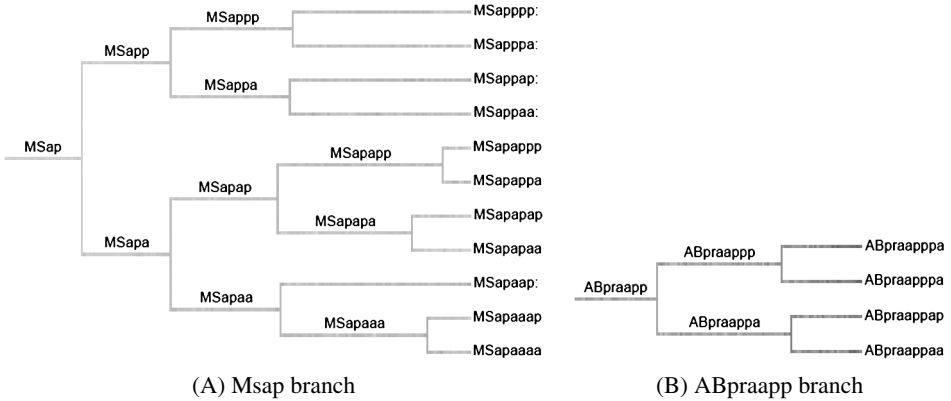 MSapppp:
MSappp
MSapppa:
MSapp
MSappap:
MSappa
MSappaa:
MSap
MSapappp
MSapapp
MSapappa
MSapap
MSapapap
MSapapa
MSapapaa
MSapa
MSapaap:
MSapaa
MSapaaap
MSapaaa
MSapaaaa
(A) Msap branch
ABpraapppa
ABpraappp
ABpraapppa
ABpraapp
ABpraappap
ABpraappa
ABpraappaa
(B) ABpraapp branch